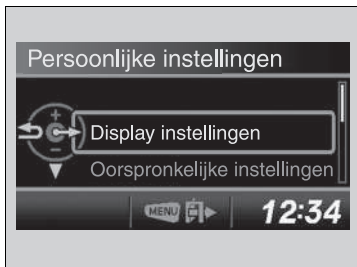 Persoonlijke instellingen
Display instellingen
Oorspronkelijke instellingen
MENU
12:34